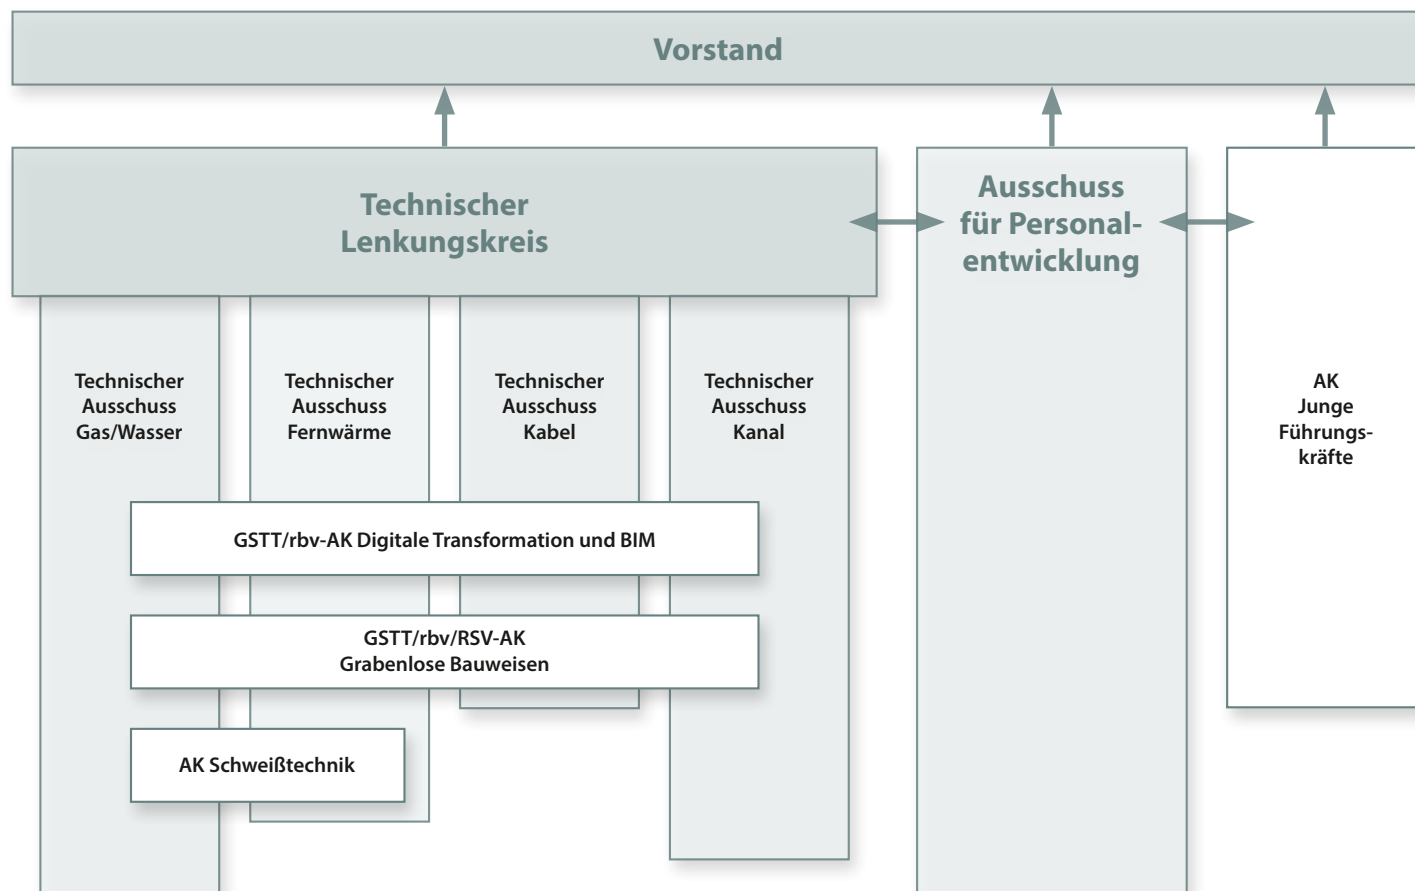 Vorstand
Technischer
Lenkungskreis
Ausschuss
für Personal-
entwicklung
Technischer
Ausschuss
Gas/Wasser
Technischer
Ausschuss
Fernwärme
Technischer
Ausschuss
Kabel
Technischer
Ausschuss
Kanal
AK
Junge
Führungs-
kräfte
GSTT/rbv-AK Digitale Transformation und BIM
GSTT/rbv/RSV-AK
Grabenlose Bauweisen
AK Schweißtechnik